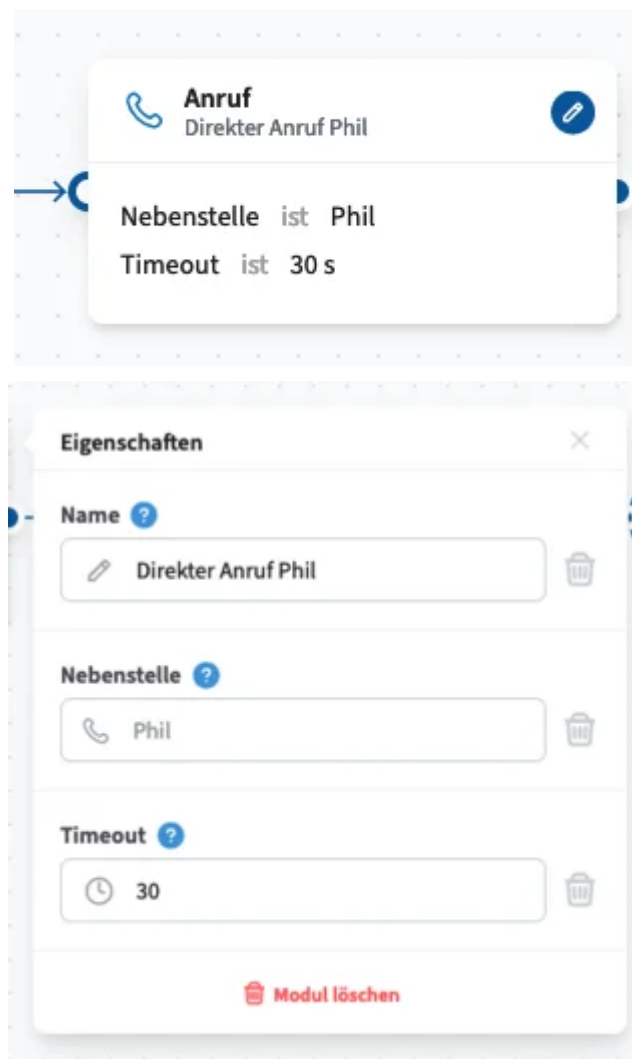 Anruf
Direkter Anruf Phil
Nebenstelle ist Phil
Timeout ist 30 s
Eigenschaften
Name ?
Direkter Anruf Phil
Nebenstelle ?
Phil
Timeout ?
30
Modul löschen